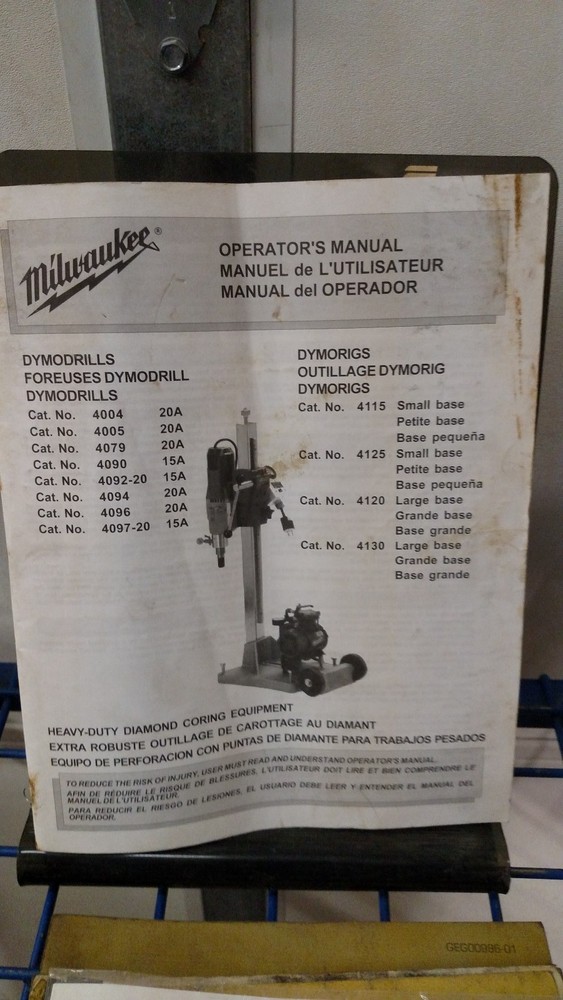 Milwaukee®
OPERATOR'S MANUAL
MANUEL de L'UTILISATEUR
MANUAL del OPERADOR
DYMODRILLS
FOREUSES DYMODRILL
DYMODRILLS
Cat. No. 4004 20A
Cat. No. 4005 20A
Cat. No. 4079 20A
Cat. No. 4090 15A
Cat. No. 4092-20 15A
Cat. No. 4094 20A
Cat. No. 4096 20A
Cat. No. 4097-20 15A
DYMORIGS
OUTILLAGE DYMORIG
DYMORIGS
Cat. No. 4115 Small base
Petite base
Base pequeña
Cat. No. 4125 Small base
Petite base
Base pequeña
Cat. No. 4120 Large base
Grande base
Base grande
Cat. No. 4130 Large base
Grande base
Base grande
HEAVY-DUTY DIAMOND CORING EQUIPMENT
EXTRA ROBUSTE OUTILLAGE DE CAROTTAGE AU DIAMANT
EQUIPO DE PERFORACION CON PUNTAS DE DIAMANTE PARA TRABAJOS PESADOS
TO REDUCE THE RISK OF INJURY, USER MUST READ AND UNDERSTAND OPERATOR'S MANUAL.
AFIN DE RÉDUIRE LE RISQUE DE BLESSURES, L'UTILISATEUR DOIT LIRE ET BIEN COMPRENDRE LE
MANUEL DE L'UTILISATEUR.
PARA REDUCIR EL RIESGO DE LESIONES, EL USUARIO DEBE LEER Y ENTENDER EL MANUAL DEL
OPERADOR.
GEG00986-01